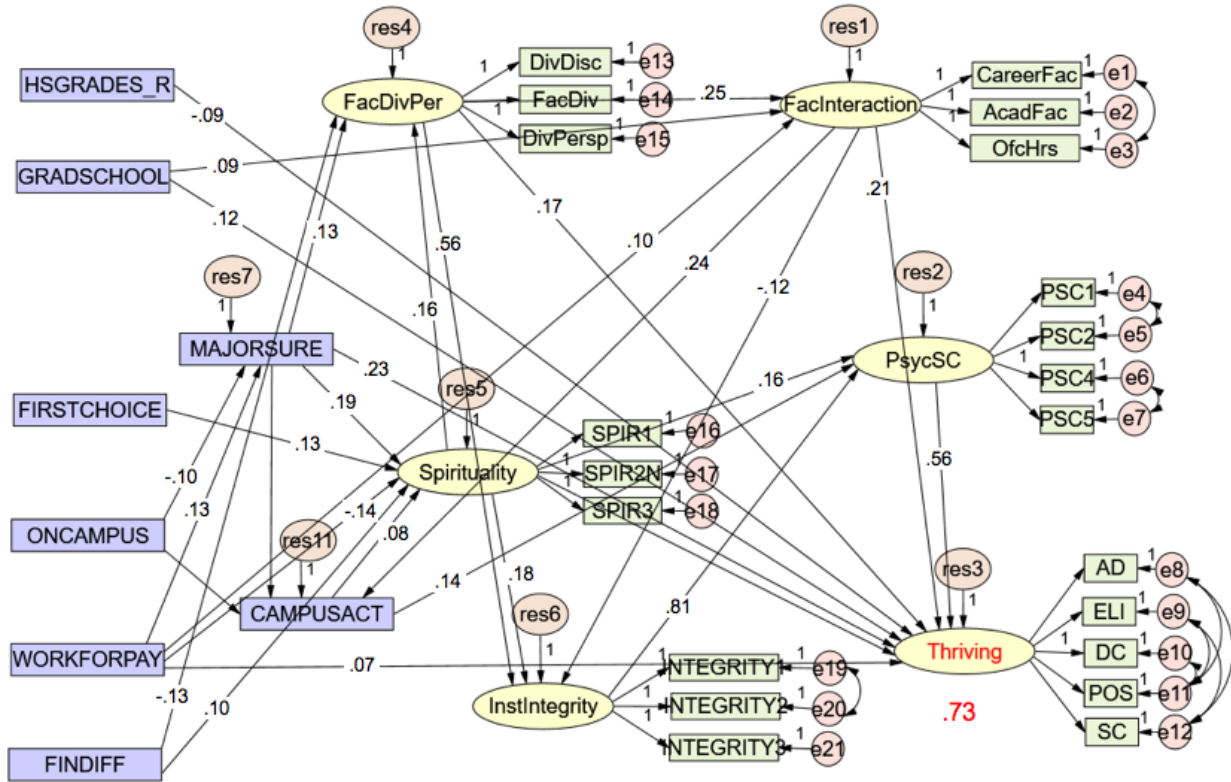 res4
res1
HSGRADES_R
FacDivPer
DivDisc
e13
FacDiv
e14
DivPersp
e15
FacInteraction
CareerFac
e1
AcadFac
e2
OfcHrs
e3
1
1
1
1
1
1
1
1
1
1
1
1
.25
-.09
GRADSCHOOL
.09
.12
.13
.56
.17
.21
.10
.24
-.12
.16
res7
1
MAJORSURE
.23
.19
res2
1
PsycSC
PSC1
e4
PSC2
e5
PSC4
e6
PSC5
e7
1
1
1
1
1
FIRSTCHOICE
.13
res5
1
Spirituality
SPIR1
e16
SPIR2N
e17
SPIR3
e18
1
1
1
1
.16
.56
-.10
.13
-.14
ONCAMPUS
res11
1
.08
CAMPUSACT
.14
.18
.81
res6
1
res3
1
WORKFORPAY
.07
-.13
.10
InstIntegrity
NTEGRITY1
e19
NTEGRITY2
e20
NTEGRITY3
e21
1
1
1
1
Thriving
.73
AD
e8
ELI
e9
DC
e10
POS
e11
SC
e12
1
1
1
1
1
1
FINDIFF